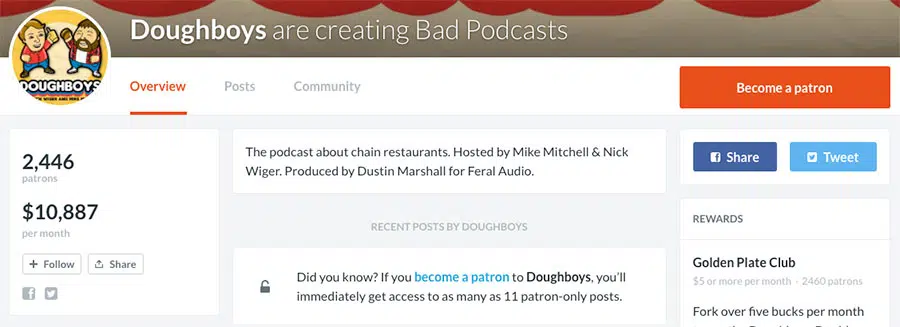 Doughboys are creating Bad Podcasts
DOUGHBOYS
Overview
Posts
Community
Become a patron
2,446
patrons
$10,887
per month
+ Follow
Share
The podcast about chain restaurants. Hosted by Mike Mitchell & Nick
Wiger. Produced by Dustin Marshall for Feral Audio.
RECENT POSTS BY DOUGHBOYS
Did you know? If you become a patron to Doughboys, you’ll
immediately get access to as many as 11 patron-only posts.
Share
Tweet
REWARDS
Golden Plate Club
$5 or more per month · 2460 patrons
Fork over five bucks per month